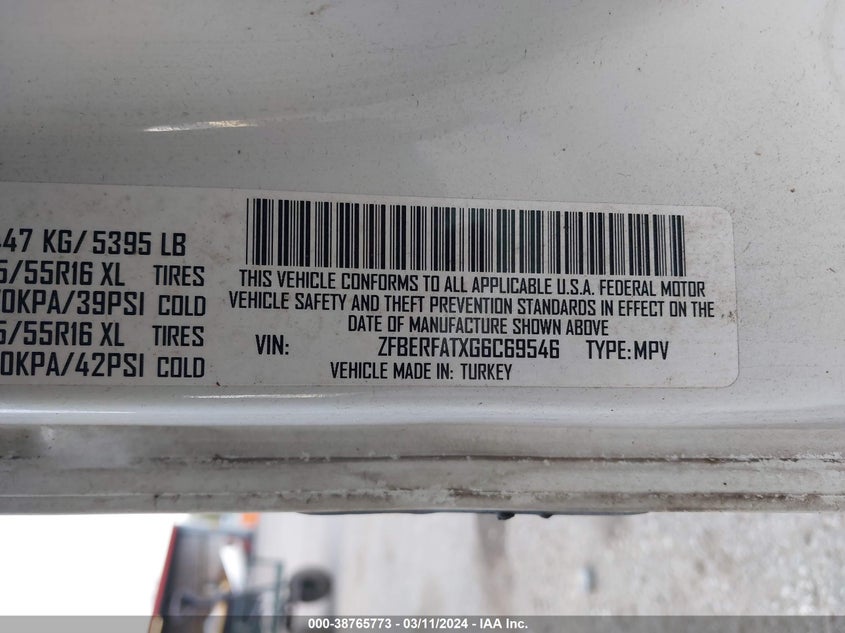 447 KG/ 5395 LB
5/55R16 XL TIRES
0KPA/39PSI COLD
5/55R16 XL TIRES
0KPA/42PSI COLD
THIS VEHICLE CONFORMS TO ALL APPLICABLE U.S.A. FEDERAL MOTOR
VEHICLE SAFETY AND THEFT PREVENTION STANDARDS IN EFFECT ON THE
DATE OF MANUFACTURE SHOWN ABOVE
VIN: ZFBERFATXG6C69546 TYPE: MPV
VEHICLE MADE IN: TURKEY
000-38765773 - 03/11/2024 - IAA Inc.